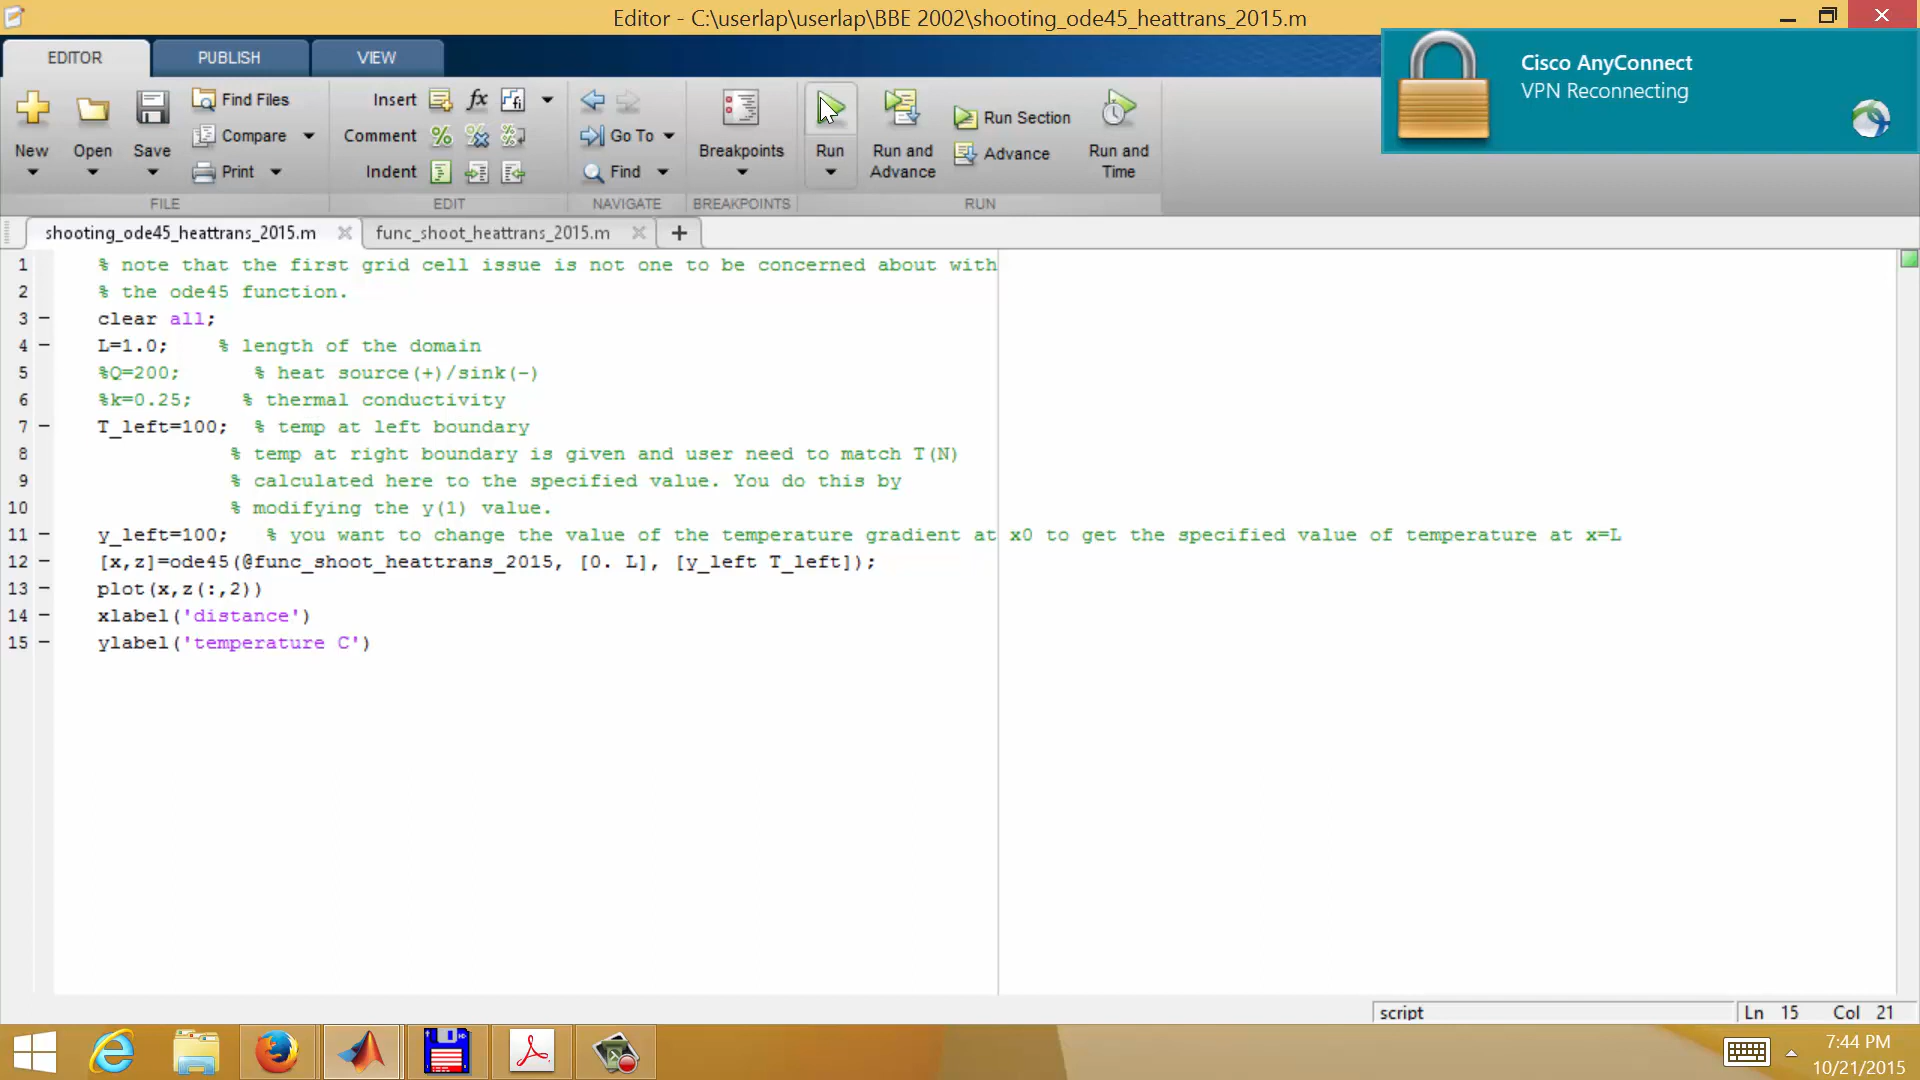 Editor - C:\userlap\userlap\BBE 2002\shooting_ode45_heattrans_2015.m
EDITOR PUBLISH VIEW
Cisco AnyConnect
VPN Reconnecting
New Open Save
Find Files
Compare
Print
FILE
Insert fx fi
Comment
Indent
EDIT
Go To
Find
NAVIGATE
Breakpoints
BREAKPOINTS
Run
Run and Advance
Run Section
Advance
Run and Time
RUN
shooting_ode45_heattrans_2015.m func_shoot_heattrans_2015.m
1 % note that the first grid cell issue is not one to be concerned about with
2 % the ode45 function.
3 clear all;
4 L=1.0; % length of the domain
5 %Q=200; % heat source(+)/sink(-)
6 %k=0.25; % thermal conductivity
7 T_left=100; % temp at left boundary
8 % temp at right boundary is given and user need to match T(N)
9 % calculated here to the specified value. You do this by
10 % modifying the y(1) value.
11 y_left=100; % you want to change the value of the temperature gradient at x0 to get the specified value of temperature at x=L
12 [x,z]=ode45(@func_shoot_heattrans_2015, [0. L], [y_left T_left]);
13 plot(x,z(:,2))
14 xlabel('distance')
15 ylabel('temperature C')
script Ln 15 Col 21
7:44 PM
10/21/2015